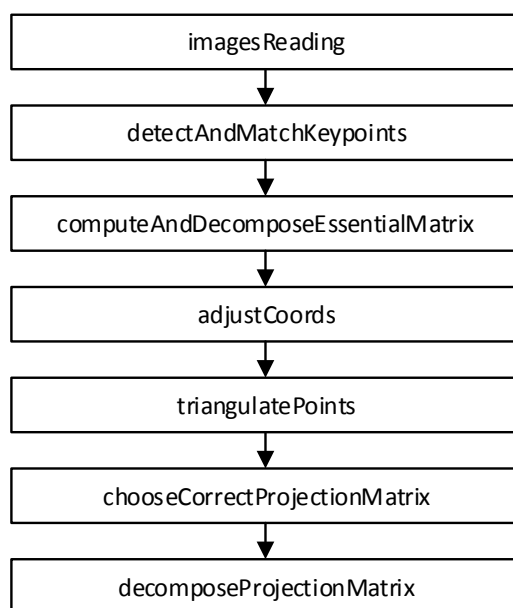 imagesReading
detectAndMatchKeypoints
computeAndDecomposeEssentialMatrix
adjustCoords
triangulatePoints
chooseCorrectProjectionMatrix
decomposeProjectionMatrix